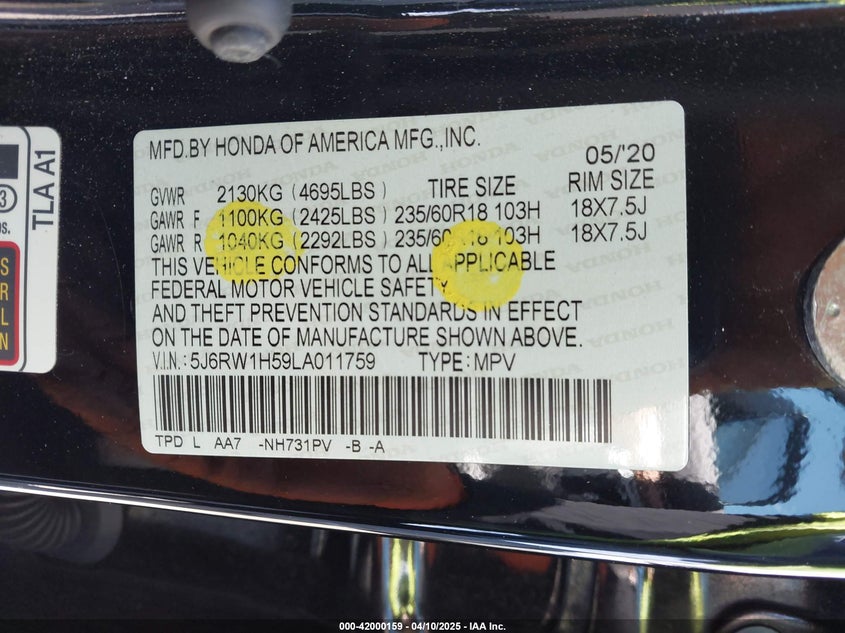 MFD.BY HONDA OF AMERICA MFG.,INC.
05/'20
GVWR 2130KG (4695LBS) TIRE SIZE RIM SIZE
GAWR F 1100KG (2425LBS) 235/60R18 103H 18X7.5J
GAWR R 1040KG (2292LBS) 235/60R18 103H 18X7.5J
THIS VEHICLE CONFORMS TO ALL APPLICABLE
FEDERAL MOTOR VEHICLE SAFETY
AND THEFT PREVENTION STANDARDS IN EFFECT
ON THE DATE OF MANUFACTURE SHOWN ABOVE.
V.I.N.: 5J6RW1H59LA011759 TYPE: MPV
TPD L AA7 -NH731PV -B -A
TLA A1
000-42000159 - 04/10/2025 - IAA Inc.